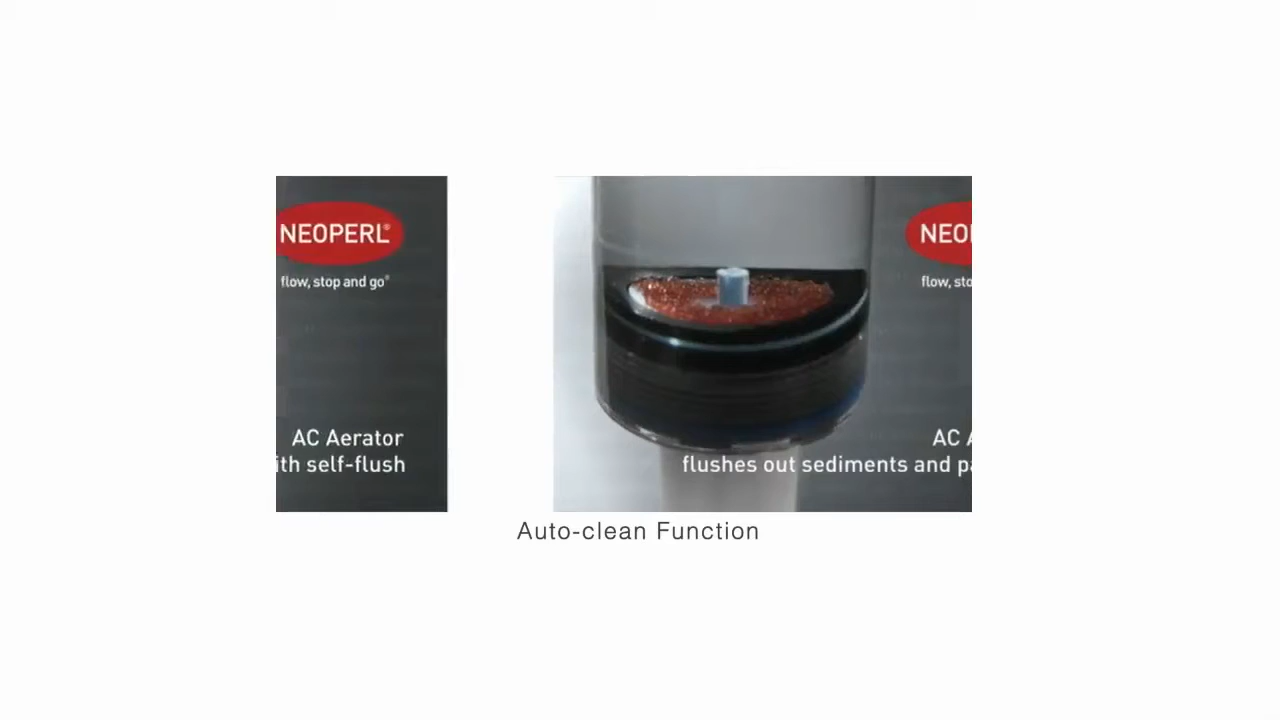 NEOPERL®
flow, stop and go®
AC Aerator
ith self-flush
NEO
flow, sto
AC
flushes out sediments and pa
Auto-clean Function